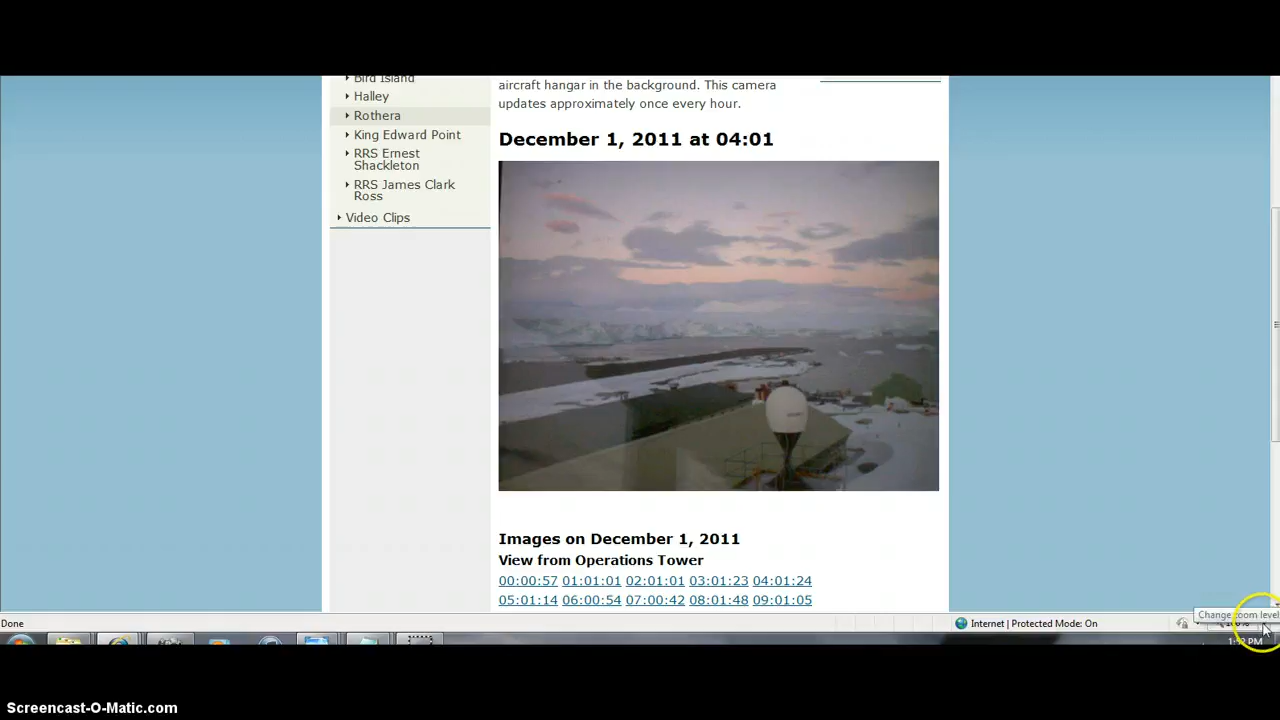 Bird Island
Halley
Rothera
King Edward Point
RRS Ernest
Shackleton
RRS James Clark
Ross
Video Clips
aircraft hangar in the background. This camera
updates approximately once every hour.
December 1, 2011 at 04:01
Images on December 1, 2011
View from Operations Tower
00:00:57 01:01:01 02:01:01 03:01:23 04:01:24
05:01:14 06:00:54 07:00:42 08:01:48 09:01:05
Change zoom level
Done
Internet | Protected Mode: On
100%
1:52 PM
Screencast-O-Matic.com